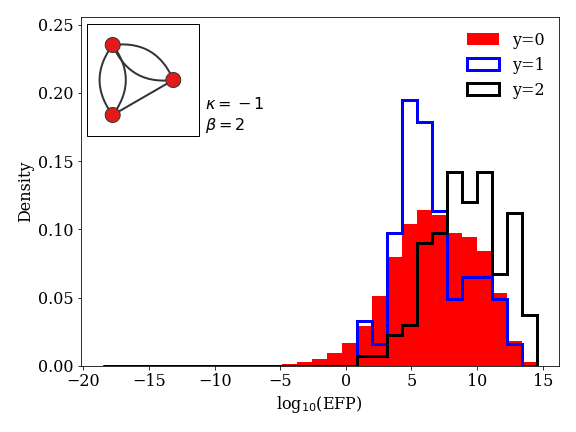 0.25
0.20
0.15
0.10
0.05
0.00
Density
κ = −1
β = 2
y=0
y=1
y=2
−20 −15 −10 −5 0 5 10 15
log₁₀(EFP)